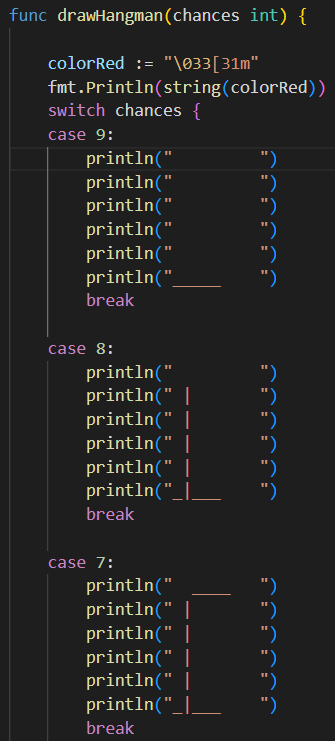 func drawHangman(chances int) {
    colorRed := "\033[31m"
    fmt.Println(string(colorRed))
    switch chances {
    case 9:
        println("         ")
        println("         ")
        println("         ")
        println("         ")
        println("         ")
        println("_____    ")
        break
    case 8:
        println("         ")
        println(" |       ")
        println(" |       ")
        println(" |       ")
        println(" |       ")
        println("_|___    ")
        break
    case 7:
        println("  ____   ")
        println(" |       ")
        println(" |       ")
        println(" |       ")
        println(" |       ")
        println("_|___    ")
        break